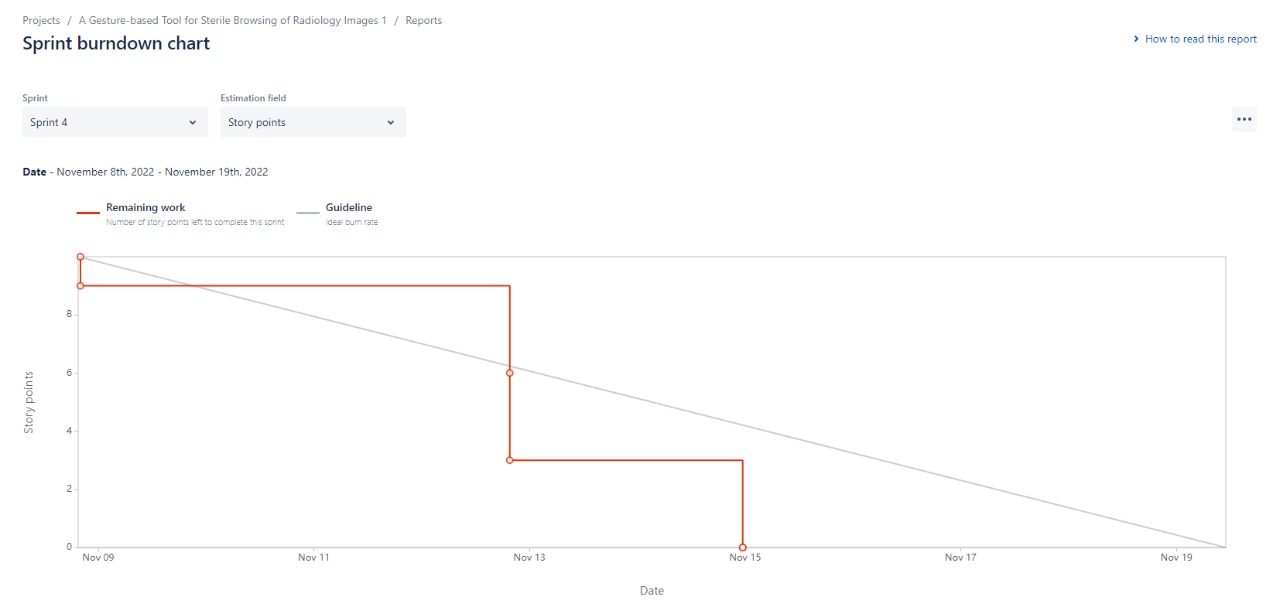 Projects / A Gesture-based Tool for Sterile Browsing of Radiology Images 1 / Reports
Sprint burndown chart
How to read this report
Sprint
Estimation field
Sprint 4
Story points
Date - November 8th, 2022 - November 19th, 2022
Remaining work
Number of story points left to complete this sprint
Guideline
Ideal burn rate
Story points
8
6
4
2
0
Nov 09 Nov 11 Nov 13 Nov 15 Nov 17 Nov 19
Date